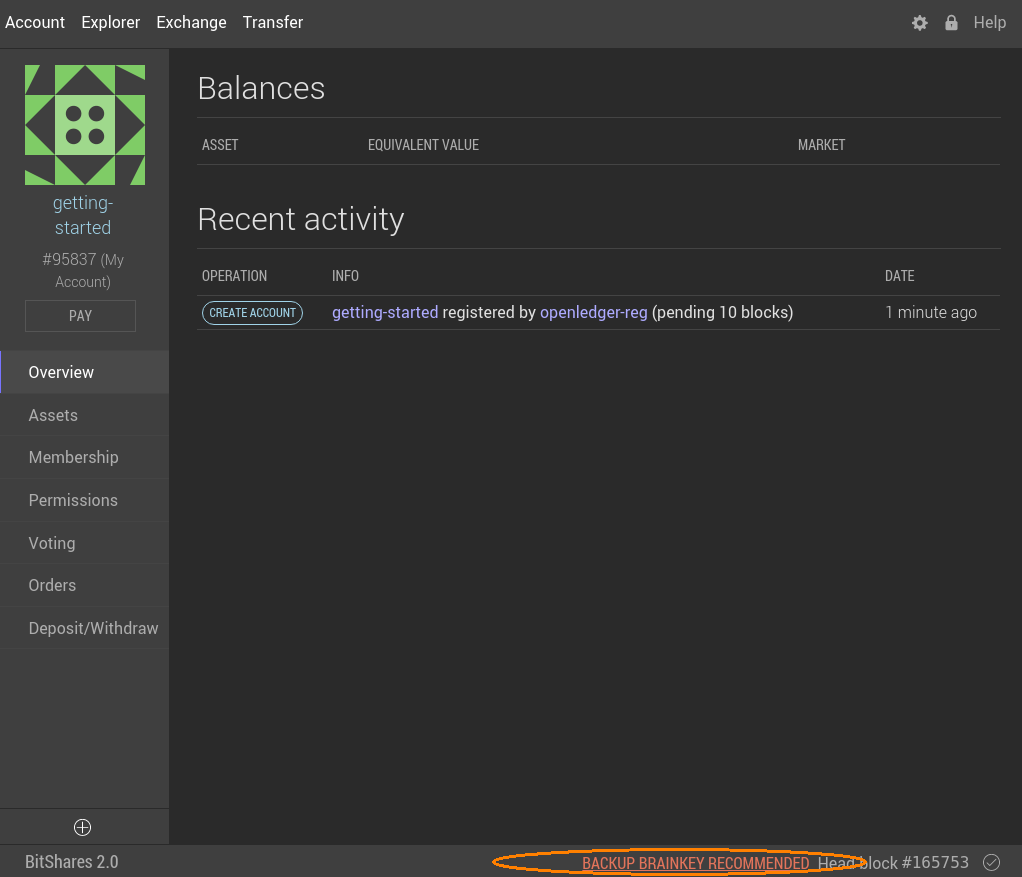 Account Explorer Exchange Transfer Help
getting-
started
#95837 (My
Account)
PAY
Overview
Assets
Membership
Permissions
Voting
Orders
Deposit/Withdraw
Balances
ASSET EQUIVALENT VALUE MARKET
Recent activity
OPERATION INFO DATE
CREATE ACCOUNT getting-started registered by openledger-reg (pending 10 blocks) 1 minute ago
BitShares 2.0 BACKUP BRAINKEY RECOMMENDED Head block #165753